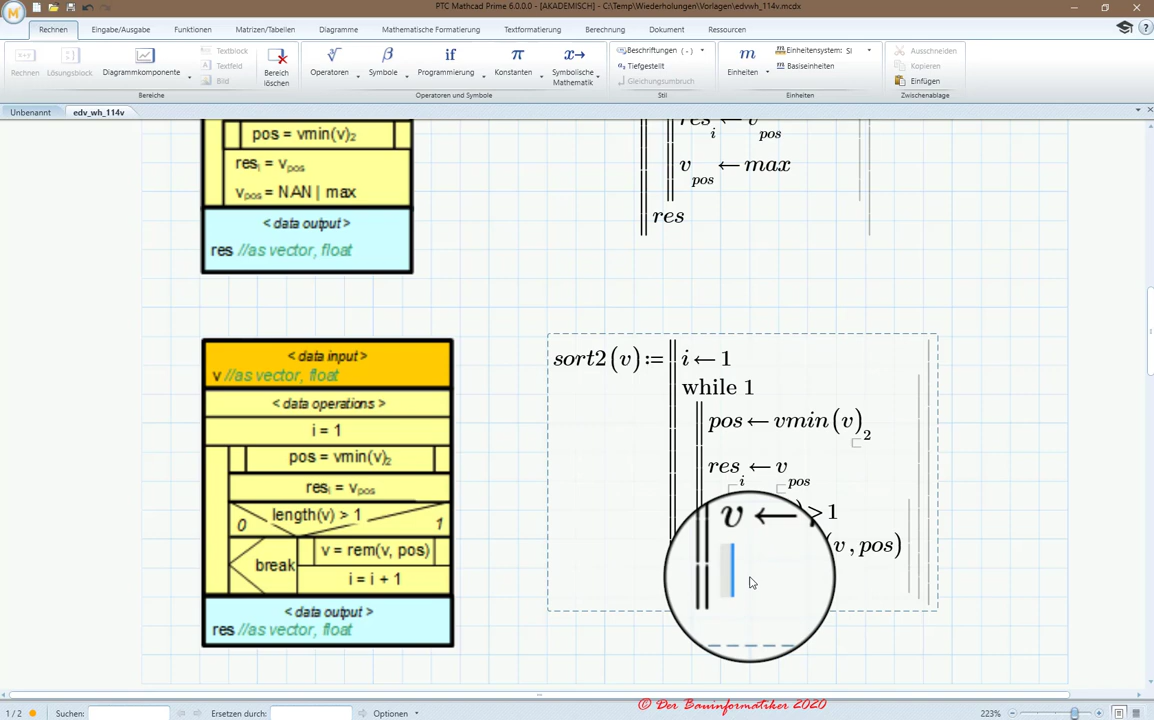 PTC Mathcad Prime 6.0.0.0 - [AKADEMISCH] - C:\Temp\Wiederholungen\Vorlagen\edvwh_114v.mcdx
Rechnen Eingabe/Ausgabe Funktionen Matrizen/Tabellen Diagramme Mathematische Formatierung Textformatierung Berechnung Dokument Ressourcen
Rechnen Lösungsblock Diagrammkomponente Textblock Textfeld Bild Bereich löschen
Operatoren Symbole Programmierung Konstanten Symbolische Mathematik
Beschriftungen ( - ) Tiefgestellt Gleichungsumbruch
Einheiten Einheitensystem: SI Basiseinheiten
Ausschneiden Kopieren Einfügen
Bereiche Operatoren und Symbole Stil Einheiten Zwischenablage
Unbenannt edv_wh_114v
pos = vmin(v)2
resi = vpos
vpos = NAN | max
< data output >
res //as vector, float
res i ← v pos
v pos ← max
res
< data input >
v //as vector, float
< data operations >
i = 1
pos = vmin(v)2
resi = vpos
length(v) > 1
0 1
break v = rem(v, pos)
i = i + 1
< data output >
res //as vector, float
sort2(v):= i ← 1
while 1
pos ← vmin(v) 2
res i ← v pos
) > 1
v ← (v , pos)
1 / 2 Suchen: Ersetzen durch: Optionen
© Der Bauinformatiker 2020
223%